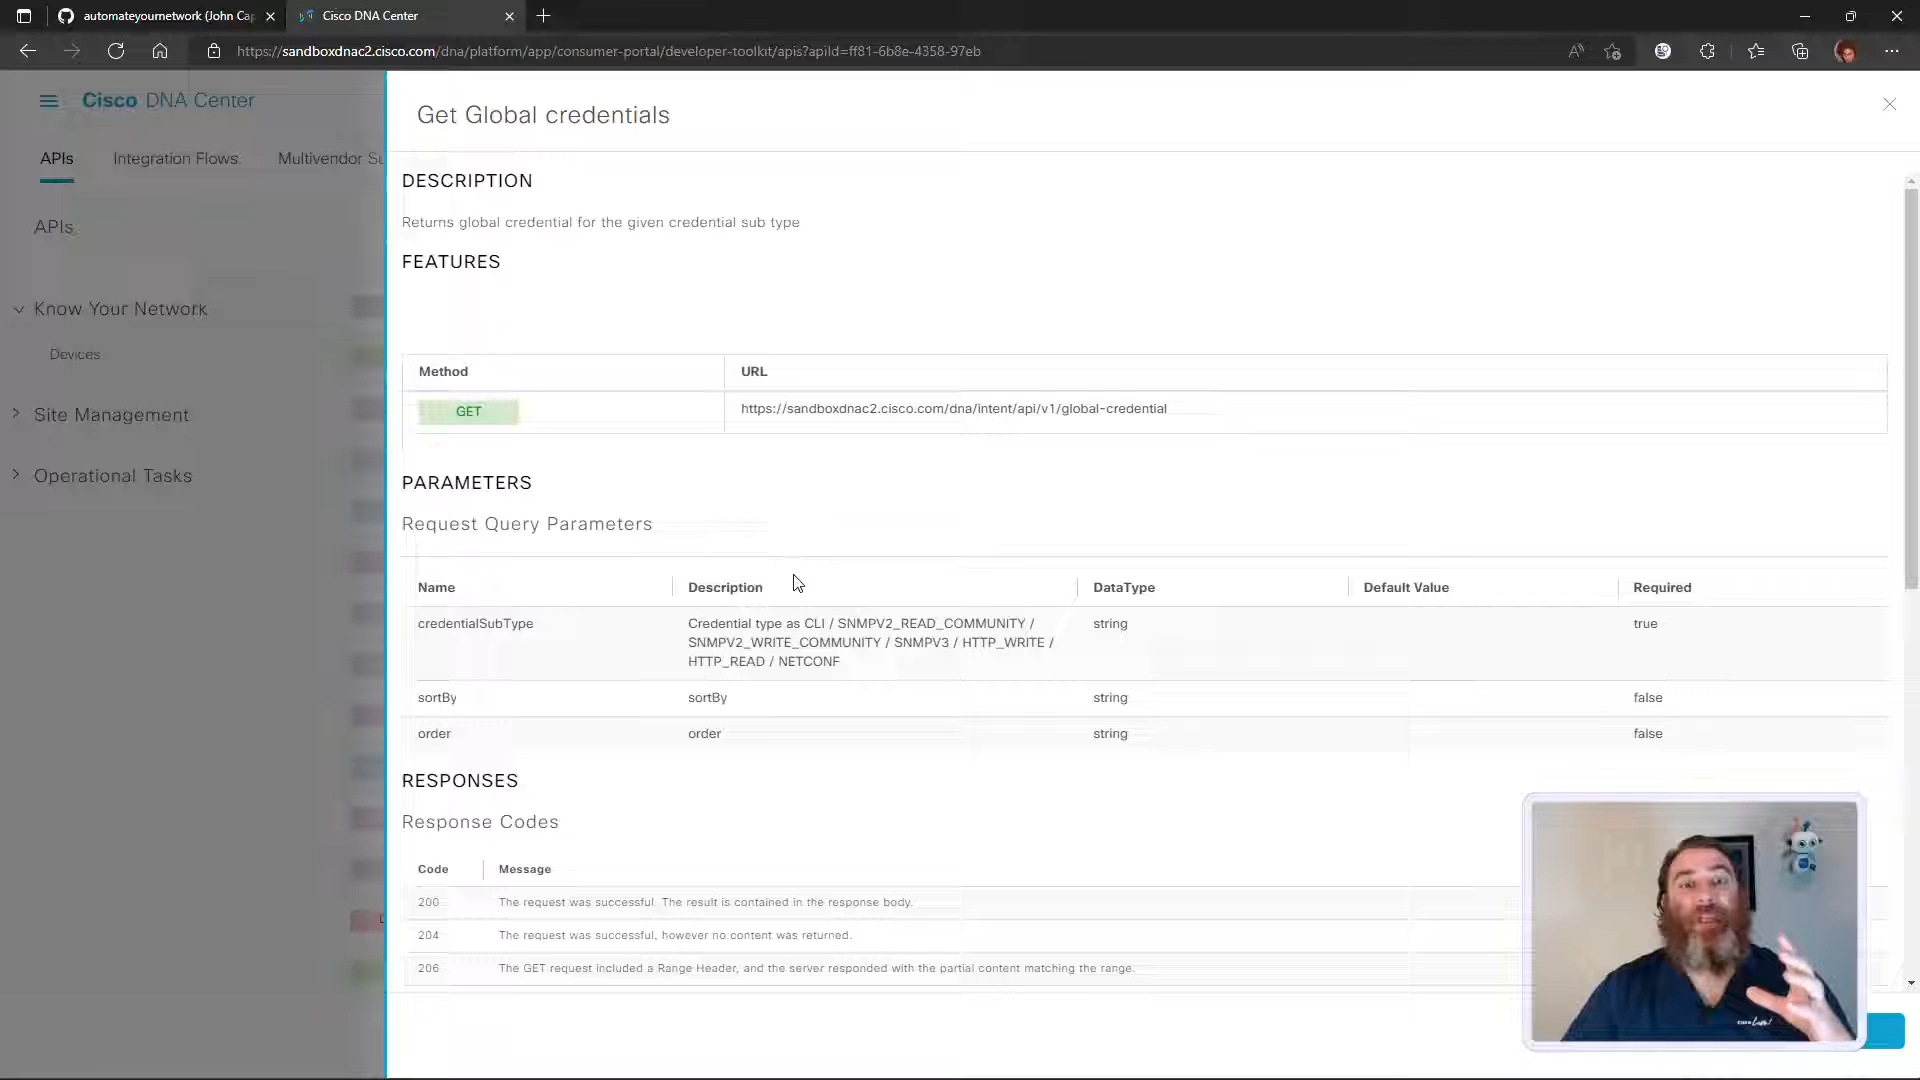 automateyournetwork (John Cap
Cisco DNA Center
https://sandboxdnac2.cisco.com/dna/platform/app/consumer-portal/developer-toolkit/apis?apiId=ff81-6b8e-4358-97eb
Cisco DNA Center
APIs
Integration Flows
Multivendor Su
APIs
Know Your Network
Devices
Site Management
Operational Tasks
Get Global credentials
DESCRIPTION
Returns global credential for the given credential sub type
FEATURES
Method URL
GET https://sandboxdnac2.cisco.com/dna/intent/api/v1/global-credential
PARAMETERS
Request Query Parameters
Name Description DataType Default Value Required
credentialSubType Credential type as CLI / SNMPV2_READ_COMMUNITY / string true
SNMPV2_WRITE_COMMUNITY / SNMPV3 / HTTP_WRITE /
HTTP_READ / NETCONF
sortBy sortBy string false
order order string false
RESPONSES
Response Codes
Code Message
200 The request was successful. The result is contained in the response body.
204 The request was successful, however no content was returned.
206 The GET request included a Range Header, and the server responded with the partial content matching the range.
cisco Live!